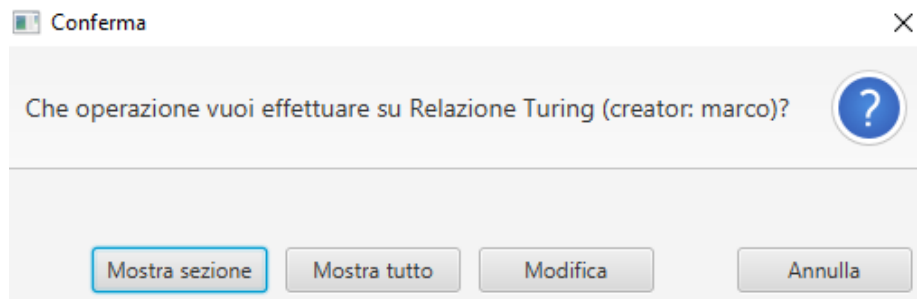 Conferma
Che operazione vuoi effettuare su Relazione Turing (creator: marco)?
?
Mostra sezione Mostra tutto Modifica Annulla